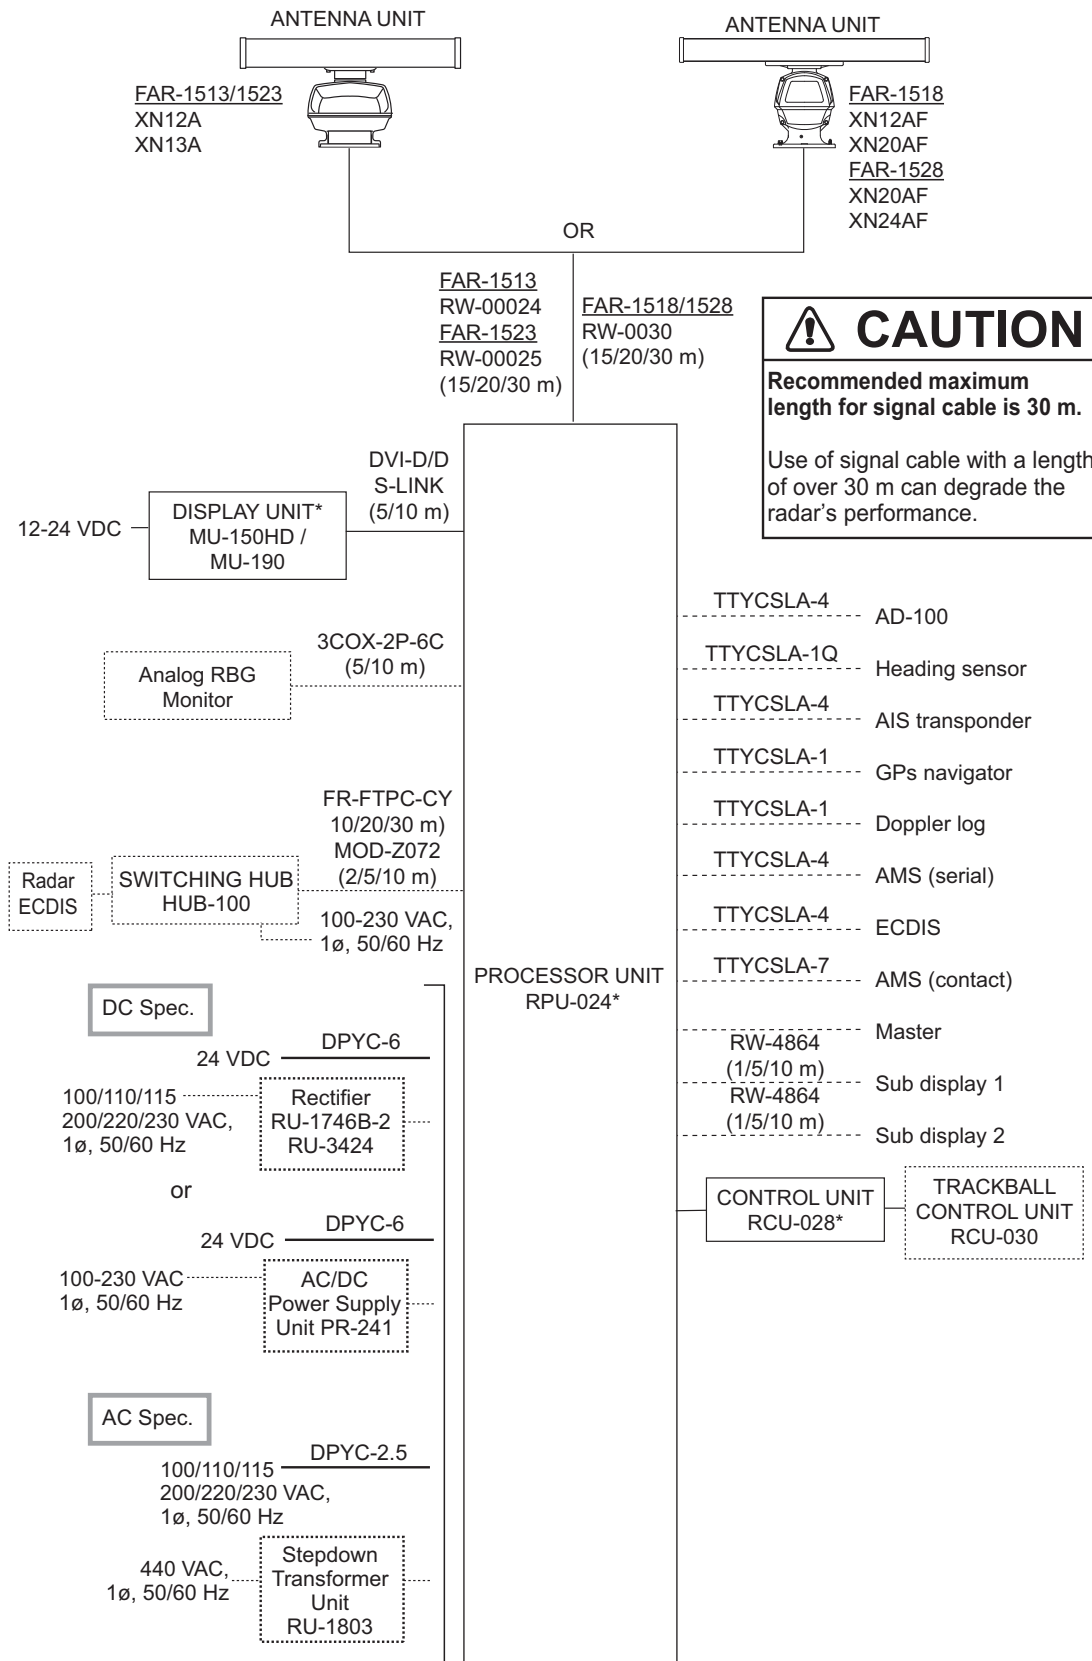 ANTENNA UNIT
ANTENNA UNIT
FAR-1513/1523
XN12A
XN13A
FAR-1518
XN12AF
XN20AF
FAR-1528
XN20AF
XN24AF
OR
FAR-1513
RW-00024
FAR-1523
RW-00025
(15/20/30 m)
FAR-1518/1528
RW-0030
(15/20/30 m)
CAUTION
Recommended maximum
length for signal cable is 30 m.
Use of signal cable with a length
of over 30 m can degrade the
radar's performance.
DVI-D/D
S-LINK
(5/10 m)
12-24 VDC
DISPLAY UNIT*
MU-150HD /
MU-190
3COX-2P-6C
(5/10 m)
Analog RBG
Monitor
FR-FTPC-CY
10/20/30 m)
MOD-Z072
(2/5/10 m)
Radar
ECDIS
SWITCHING HUB
HUB-100
100-230 VAC,
1ø, 50/60 Hz
PROCESSOR UNIT
RPU-024*
TTYCSLA-4
AD-100
TTYCSLA-1Q
Heading sensor
TTYCSLA-4
AIS transponder
TTYCSLA-1
GPs navigator
TTYCSLA-1
Doppler log
TTYCSLA-4
AMS (serial)
TTYCSLA-4
ECDIS
TTYCSLA-7
AMS (contact)
Master
RW-4864
(1/5/10 m)
Sub display 1
RW-4864
(1/5/10 m)
Sub display 2
CONTROL UNIT
RCU-028*
TRACKBALL
CONTROL UNIT
RCU-030
DC Spec.
DPYC-6
24 VDC
100/110/115
200/220/230 VAC,
1ø, 50/60 Hz
Rectifier
RU-1746B-2
RU-3424
or
DPYC-6
24 VDC
100-230 VAC
1ø, 50/60 Hz
AC/DC
Power Supply
Unit PR-241
AC Spec.
DPYC-2.5
100/110/115
200/220/230 VAC,
1ø, 50/60 Hz
440 VAC,
1ø, 50/60 Hz
Stepdown
Transformer
Unit
RU-1803